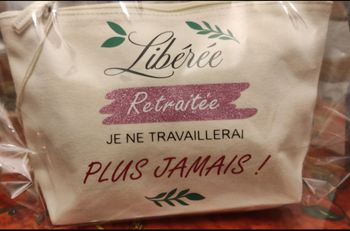 Libérée
Retraitée
JE NE TRAVAILLERAI
PLUS JAMAIS !